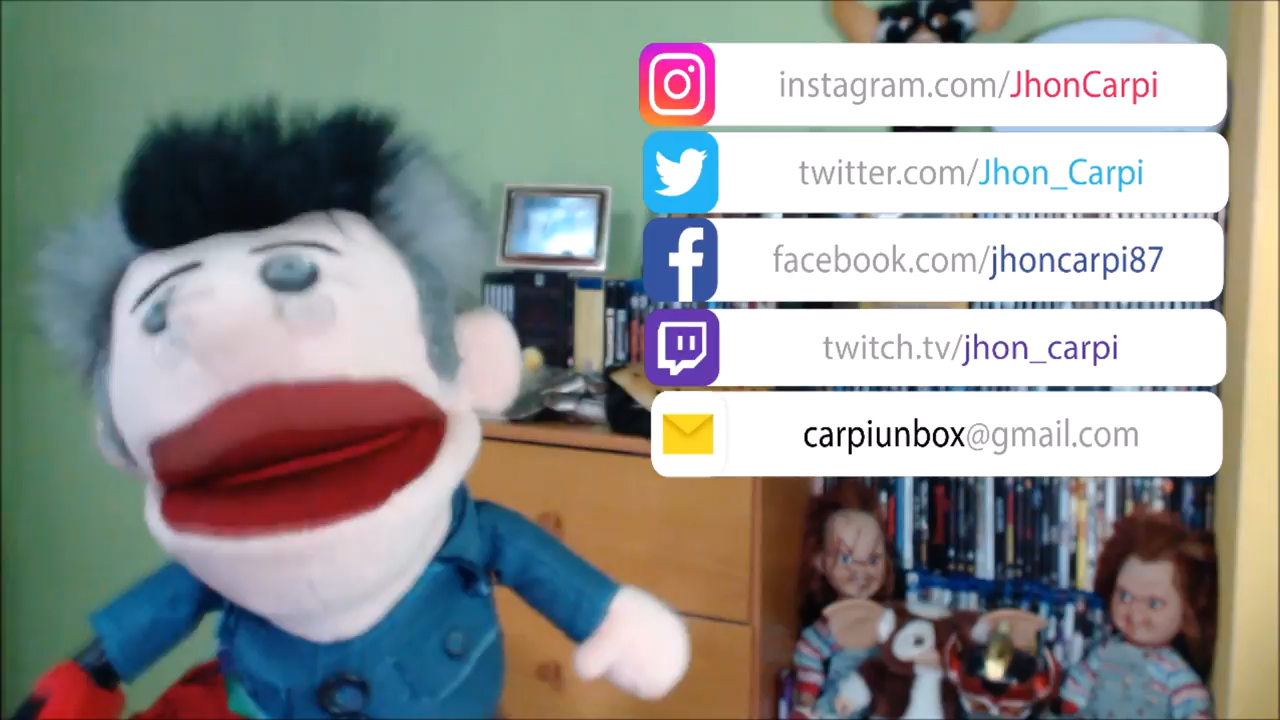 instagram.com/JhonCarpi
twitter.com/Jhon_Carpi
facebook.com/jhoncarpi87
twitch.tv/jhon_carpi
carpiunbox@gmail.com